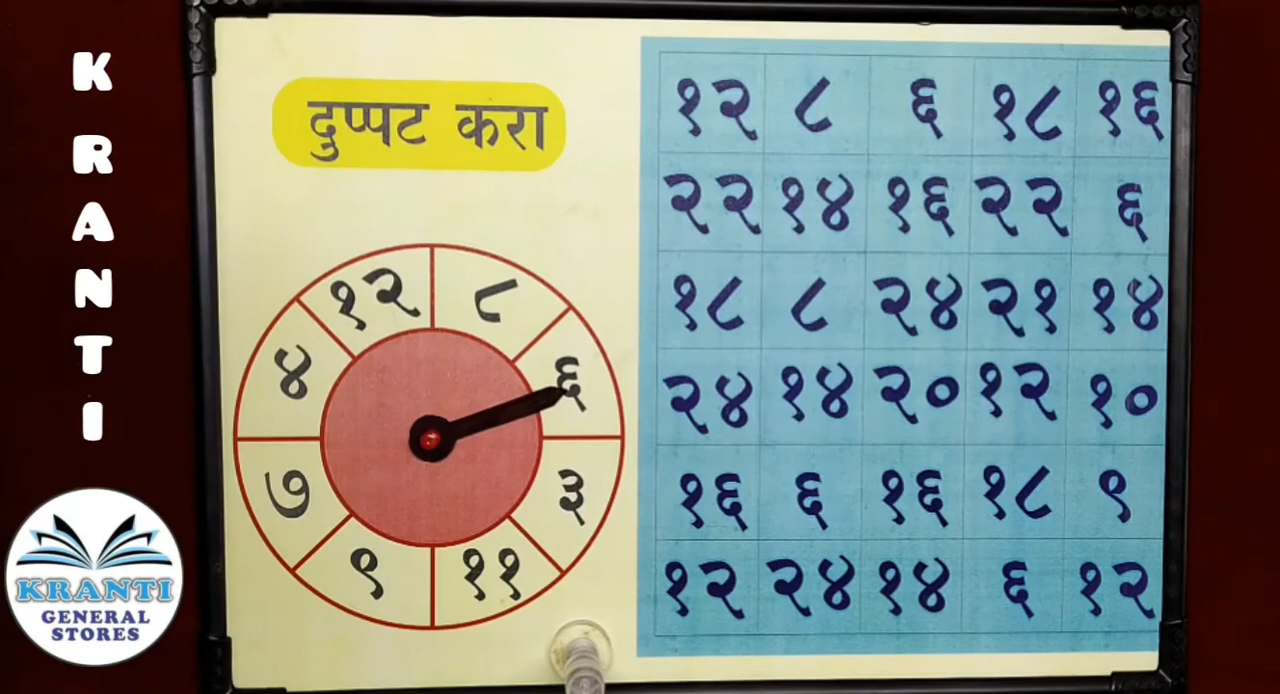 KRANTI
दुप्पट करा
१२ ८ ६ १८ १६
२२ १४ १६ २२ ६
१८ ८ २४ २१ १४
२४ १४ २० १२ १०
१६ ६ १६ १८ ९
१२ २४ १४ ६ १२
१२ ८
४ ६
७ ३
९ ११
KRANTI
GENERAL
STORES